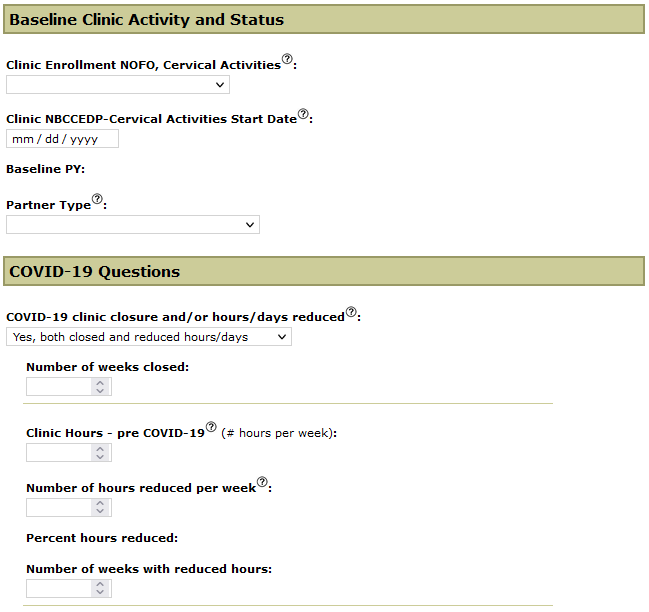 Baseline Clinic Activity and Status
Clinic Enrollment NOFO, Cervical Activities?:
Clinic NBCCEDP-Cervical Activities Start Date?:
mm / dd / yyyy
Baseline PY:
Partner Type?:
COVID-19 Questions
COVID-19 clinic closure and/or hours/days reduced?:
Yes, both closed and reduced hours/days
Number of weeks closed:
Clinic Hours - pre COVID-19? (# hours per week):
Number of hours reduced per week?:
Percent hours reduced:
Number of weeks with reduced hours: